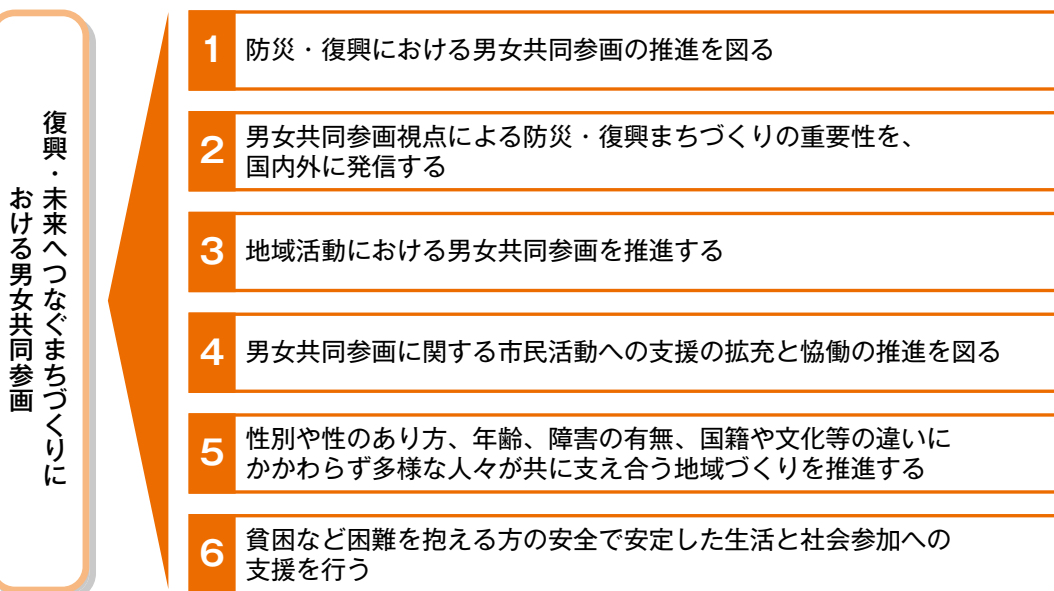 復興・未来へつなぐまちづくりに
おける男女共同参画
1 防災・復興における男女共同参画の推進を図る
2 男女共同参画視点による防災・復興まちづくりの重要性を、
国内外に発信する
3 地域活動における男女共同参画を推進する
4 男女共同参画に関する市民活動への支援の拡充と恊働の推進を図る
5 性別や性のあり方、年齢、障害の有無、国籍や文化等の違いに
かかわらず多様な人々が共に支え合う地域づくりを推進する
6 貧困など困難を抱える方の安全で安定した生活と社会参加への
支援を行う